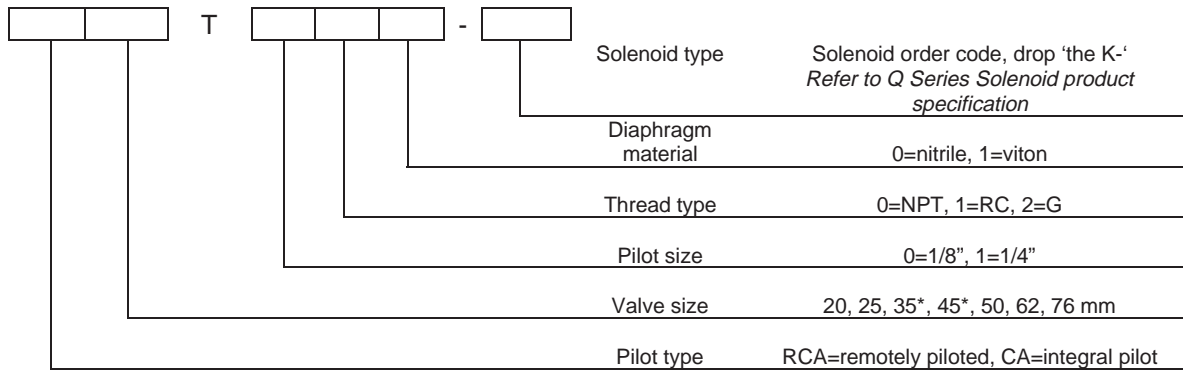 T -
Solenoid type Solenoid order code, drop ‘the K-‘
Refer to Q Series Solenoid product
specification
Diaphragm
material 0=nitrile, 1=viton
Thread type 0=NPT, 1=RC, 2=G
Pilot size 0=1/8”, 1=1/4”
Valve size 20, 25, 35*, 45*, 50, 62, 76 mm
Pilot type RCA=remotely piloted, CA=integral pilot